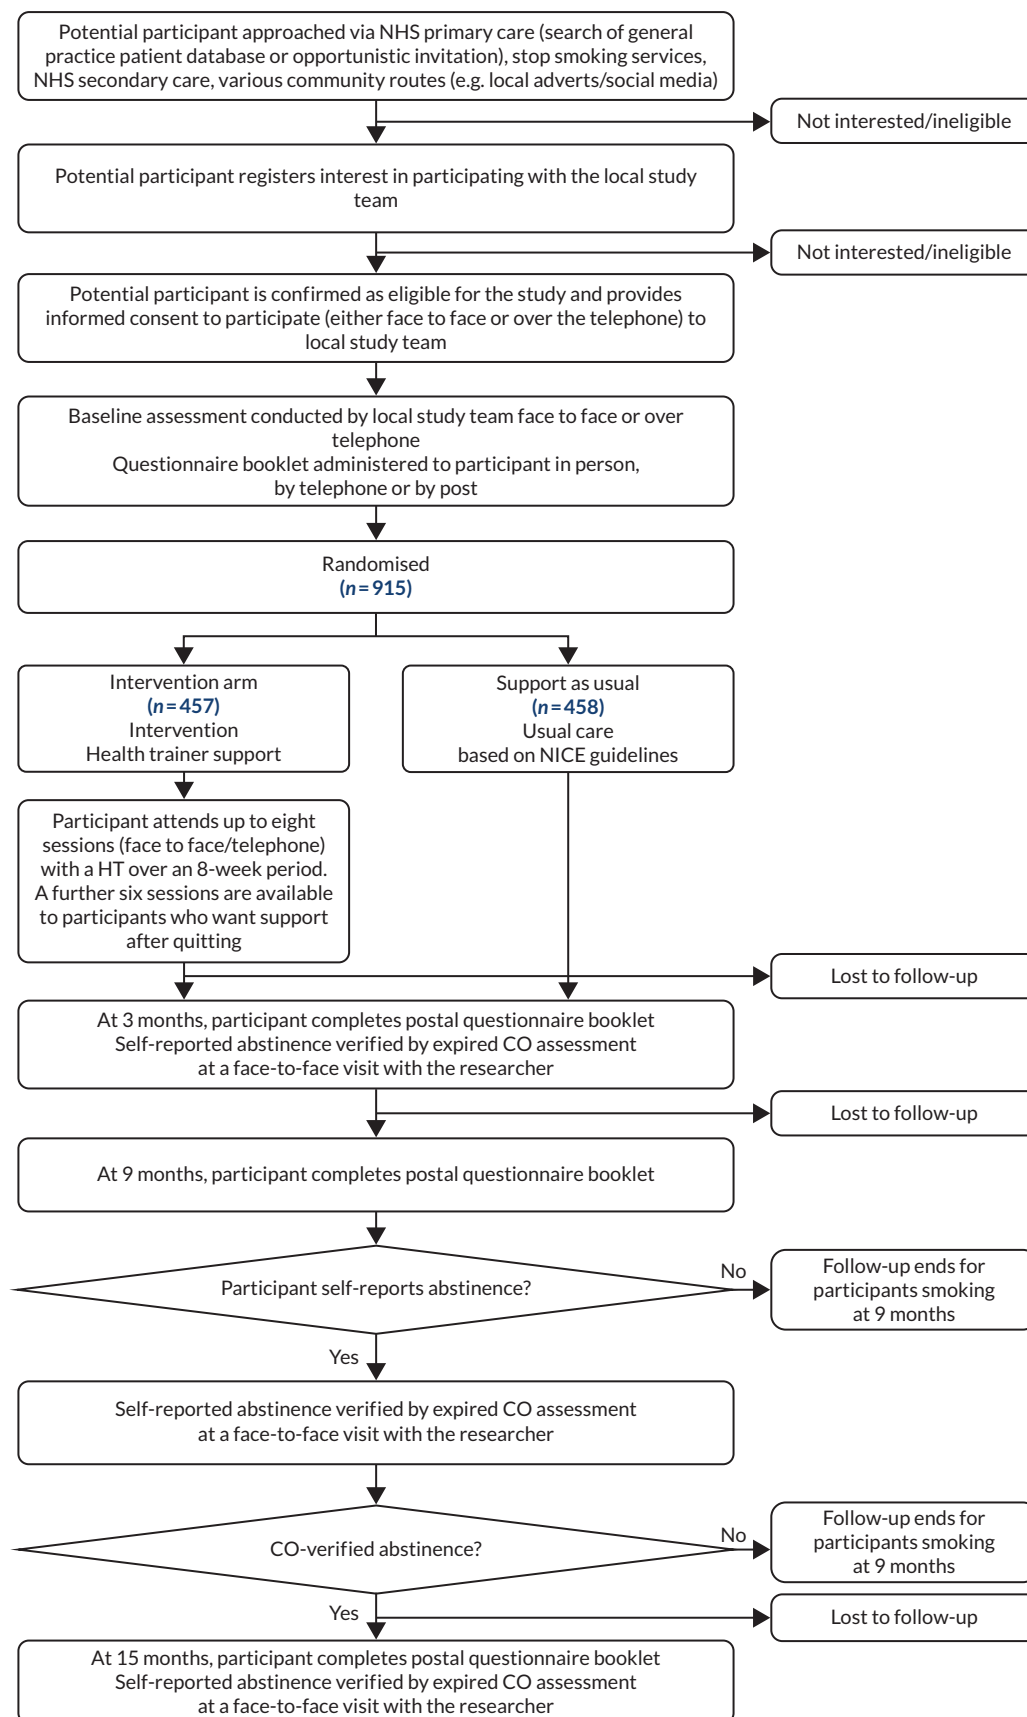 Potential participant approached via NHS primary care (search of general
practice patient database or opportunistic invitation), stop smoking services,
NHS secondary care, various community routes (e.g. local adverts/social media)
Not interested/ineligible
Potential participant registers interest in participating with the local study
team
Not interested/ineligible
Potential participant is confirmed as eligible for the study and provides
informed consent to participate (either face to face or over the telephone) to
local study team
Baseline assessment conducted by local study team face to face or over
telephone
Questionnaire booklet administered to participant in person,
by telephone or by post
Randomised
(n=915)
Intervention arm
(n=457)
Intervention
Health trainer support
Support as usual
(n=458)
Usual care
based on NICE guidelines
Participant attends up to eight
sessions (face to face/telephone)
with a HT over an 8-week period.
A further six sessions are available
to participants who want support
after quitting
Lost to follow-up
At 3 months, participant completes postal questionnaire booklet
Self-reported abstinence verified by expired CO assessment
at a face-to-face visit with the researcher
Lost to follow-up
At 9 months, participant completes postal questionnaire booklet
Participant self-reports abstinence?
No
Follow-up ends for
participants smoking
at 9 months
Yes
Self-reported abstinence verified by expired CO assessment
at a face-to-face visit with the researcher
CO-verified abstinence?
No
Follow-up ends for
participants smoking
at 9 months
Yes
Lost to follow-up
At 15 months, participant completes postal questionnaire booklet
Self-reported abstinence verified by expired CO assessment
at a face-to-face visit with the researcher